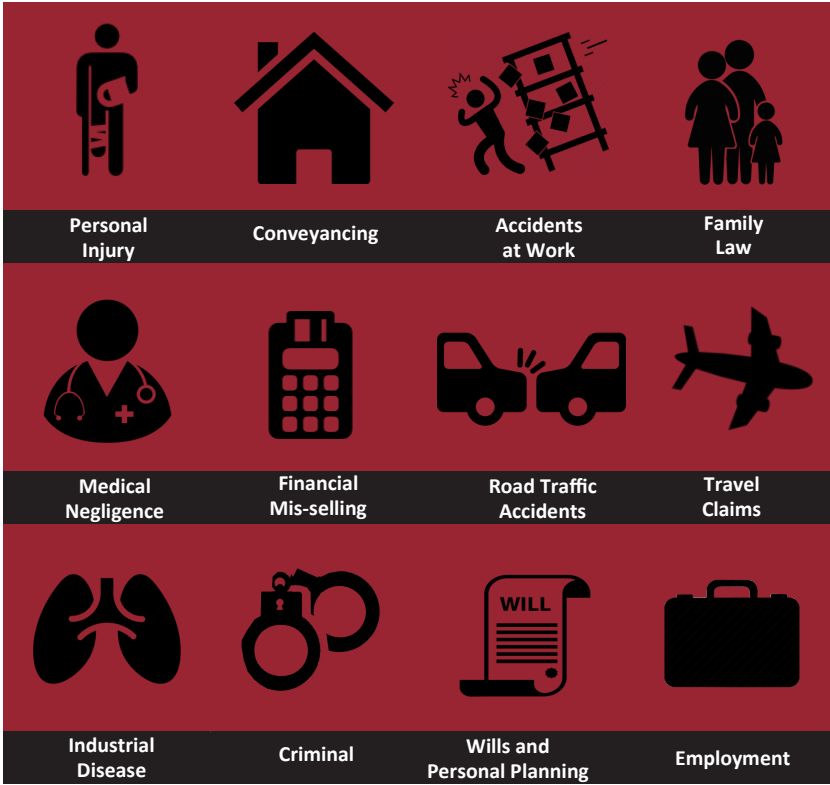 Personal
Injury
Conveyancing
Accidents
at Work
Family
Law
Medical
Negligence
Financial
Mis-selling
Road Traffic
Accidents
Travel
Claims
WILL
Industrial
Disease
Criminal
Wills and
Personal Planning
Employment